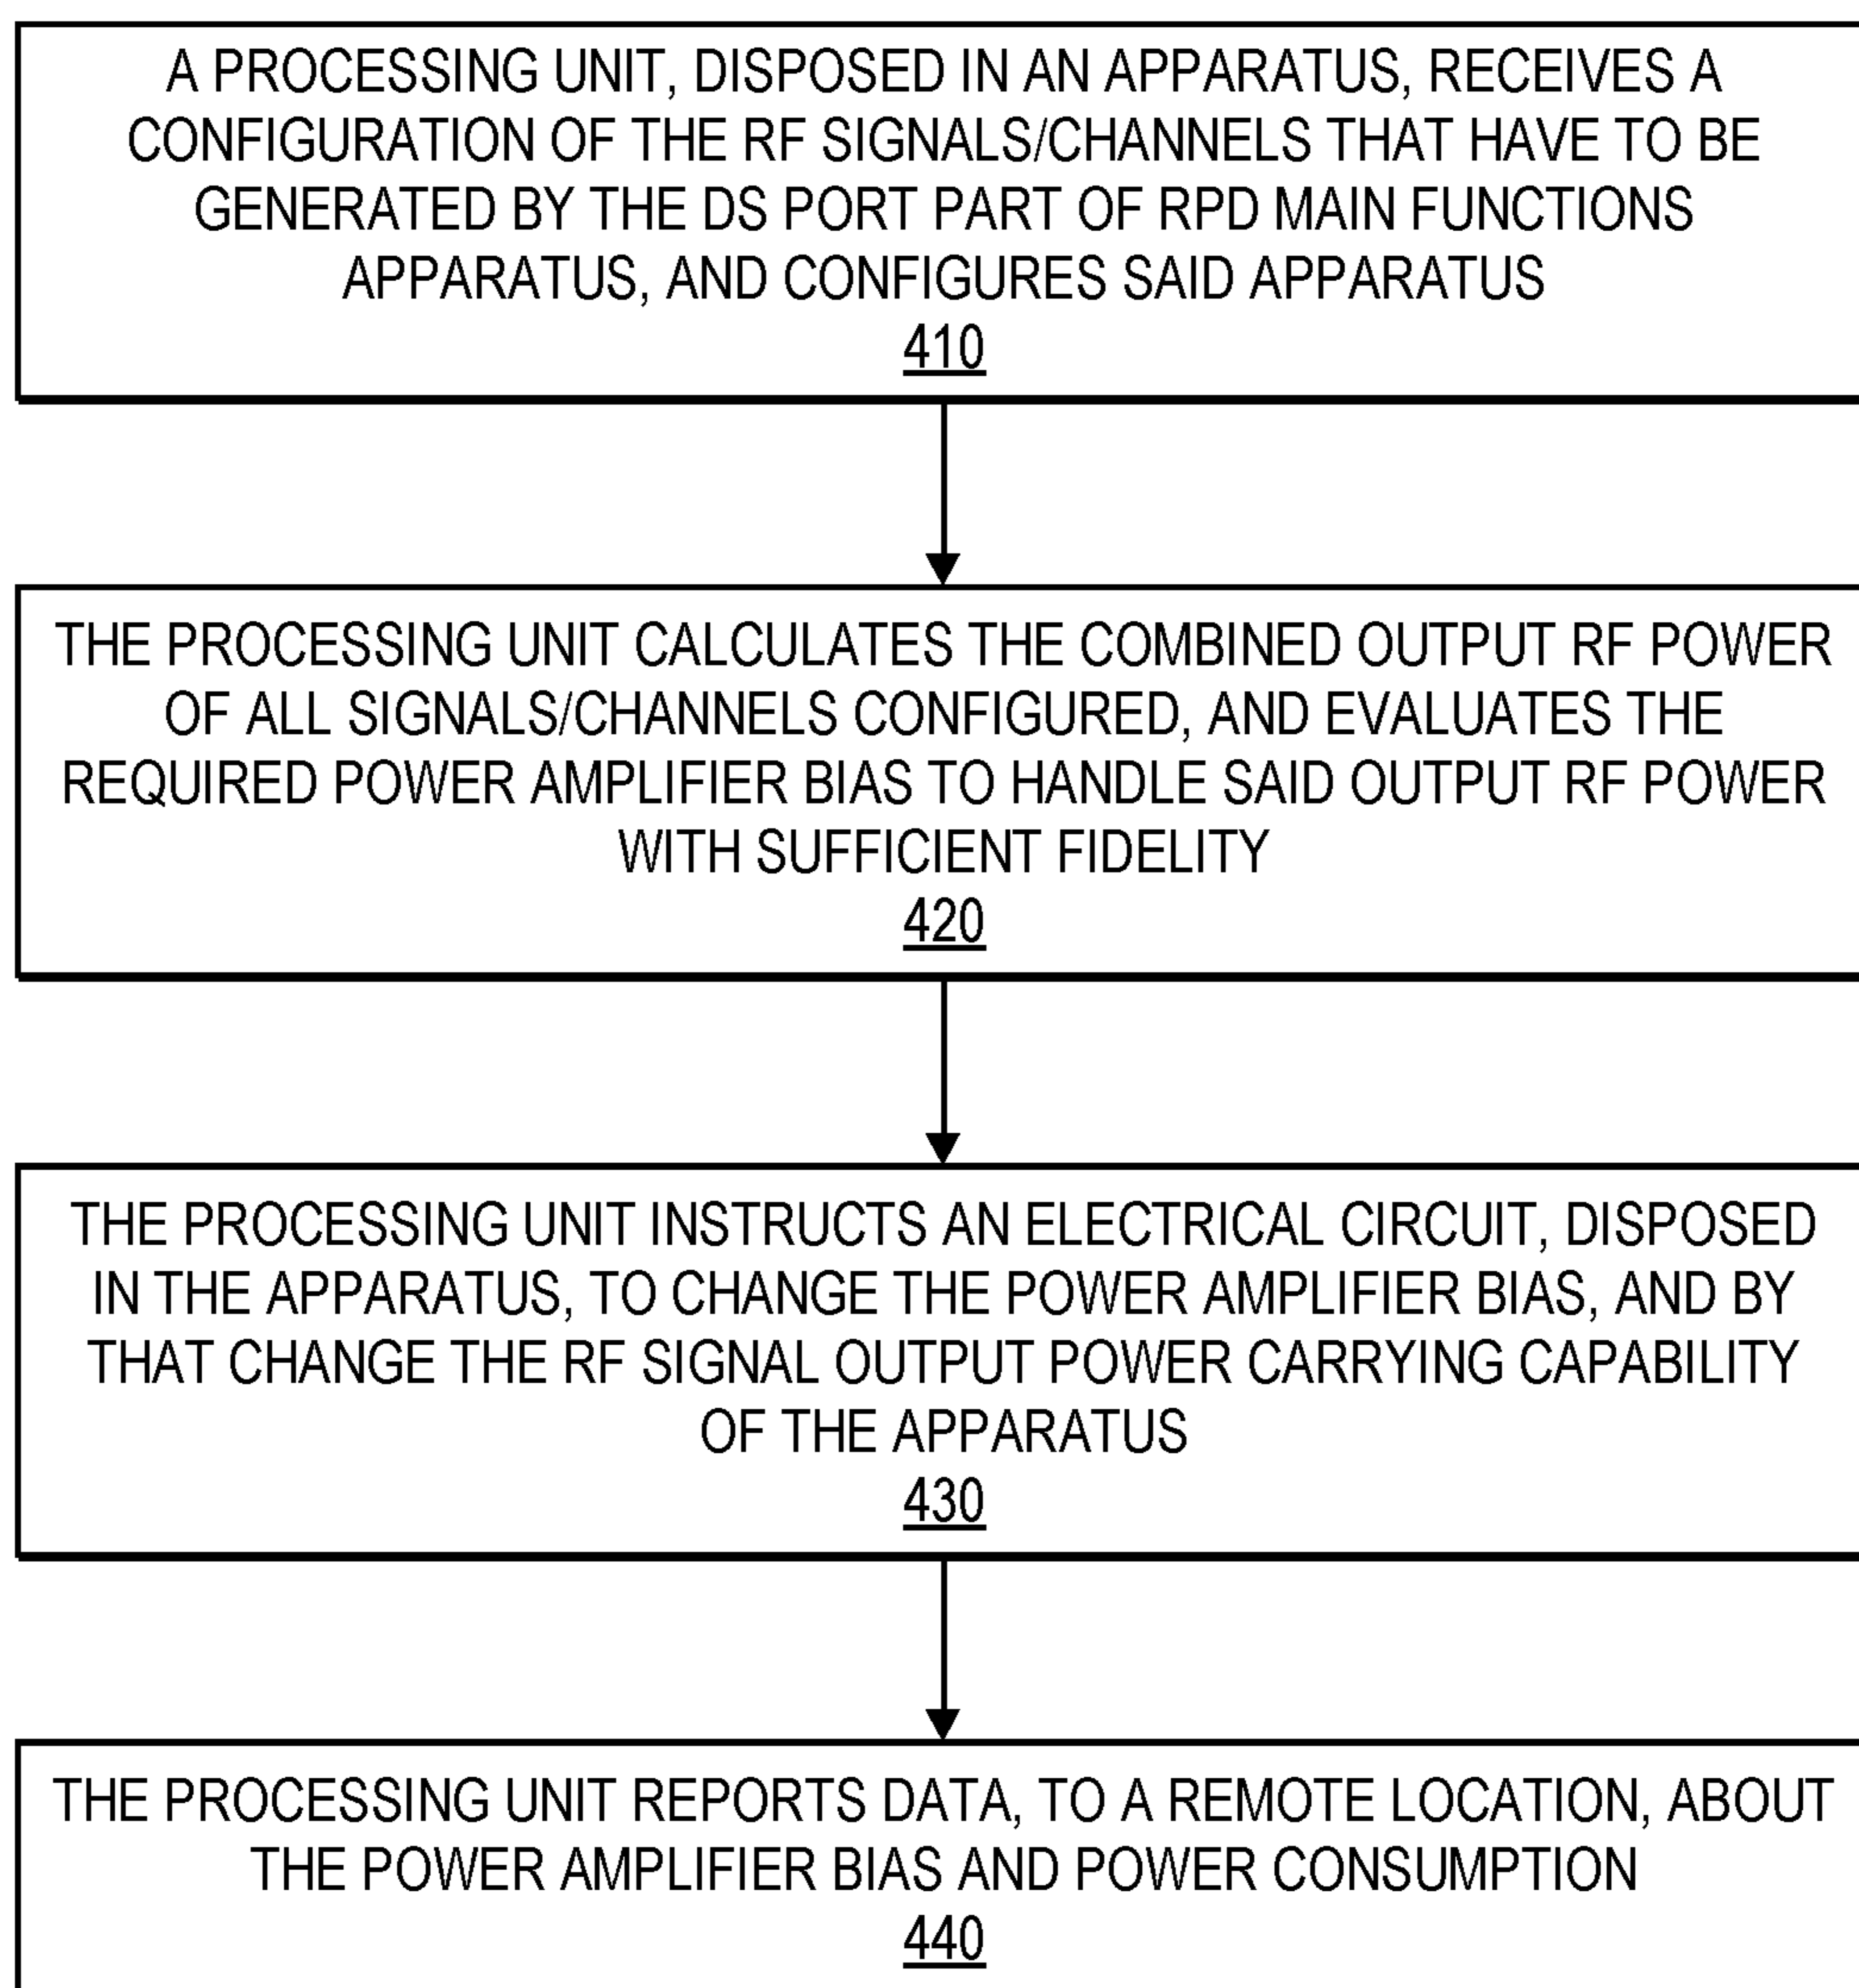 A PROCESSING UNIT, DISPOSED IN AN APPARATUS, RECEIVES A
CONFIGURATION OF THE RF SIGNALS/CHANNELS THAT HAVE TO BE
GENERATED BY THE DS PORT PART OF RPD MAIN FUNCTIONS
APPARATUS, AND CONFIGURES SAID APPARATUS
410
THE PROCESSING UNIT CALCULATES THE COMBINED OUTPUT RF POWER
OF ALL SIGNALS/CHANNELS CONFIGURED, AND EVALUATES THE
REQUIRED POWER AMPLIFIER BIAS TO HANDLE SAID OUTPUT RF POWER
WITH SUFFICIENT FIDELITY
420
THE PROCESSING UNIT INSTRUCTS AN ELECTRICAL CIRCUIT, DISPOSED
IN THE APPARATUS, TO CHANGE THE POWER AMPLIFIER BIAS, AND BY
THAT CHANGE THE RF SIGNAL OUTPUT POWER CARRYING CAPABILITY
OF THE APPARATUS
430
THE PROCESSING UNIT REPORTS DATA, TO A REMOTE LOCATION, ABOUT
THE POWER AMPLIFIER BIAS AND POWER CONSUMPTION
440